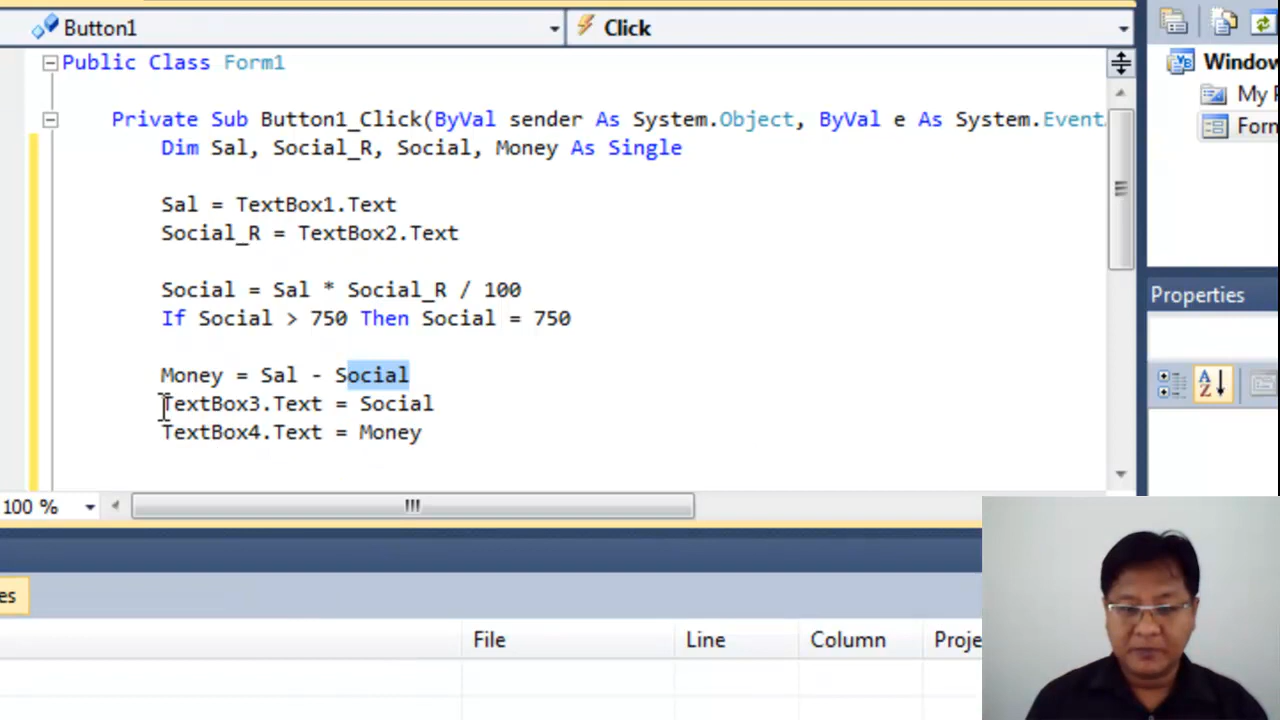 Button1
Click
Public Class Form1
Private Sub Button1_Click(ByVal sender As System.Object, ByVal e As System.Event
Dim Sal, Social_R, Social, Money As Single
Sal = TextBox1.Text
Social_R = TextBox2.Text
Social = Sal * Social_R / 100
If Social > 750 Then Social = 750
Money = Sal - Social
TextBox3.Text = Social
TextBox4.Text = Money
100 %
es
File
Line
Column
Proje
Window
My P
Form
Properties